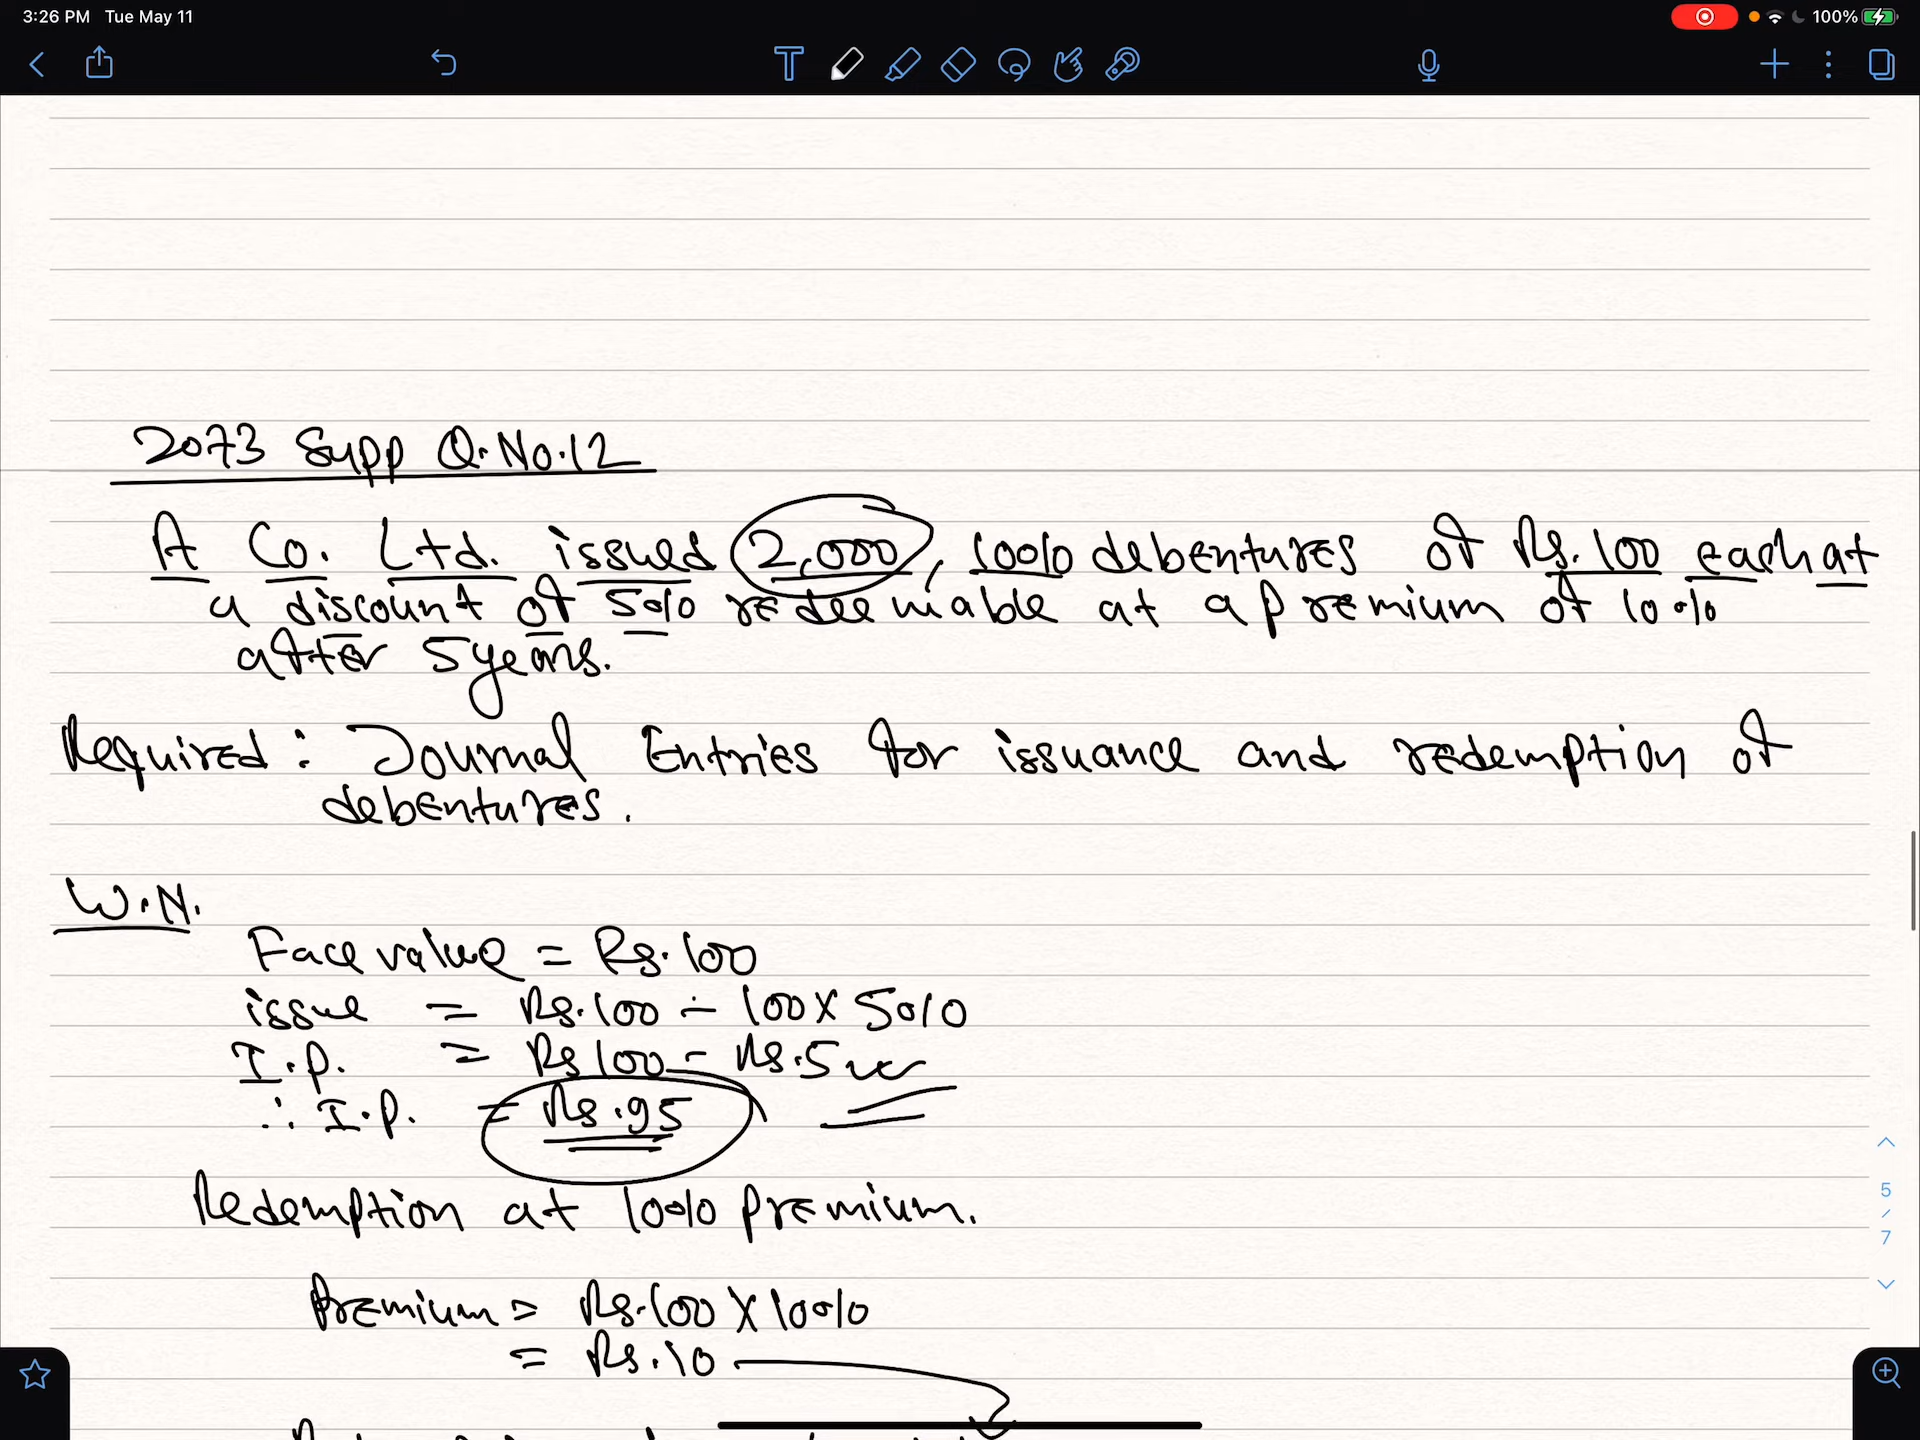 3:26 PM Tue May 11
100%
T
2073 Supp Q.No.12
A Co. Ltd. issued 2,000, 10% debentures of Rs.100 each at
a discount of 5% redeemable at a premium of 10%
after 5 years.
Required: Journal Entries for issuance and redemption of
debentures.
W.N.
Face value = Rs.100
issue = Rs.100 - 100 X 5%
I.P. = Rs 100 - Rs.5
∴ I.P. = Rs.95
Redemption at 10% premium.
Premium = Rs.100 X 10%
= Rs.10
5
7